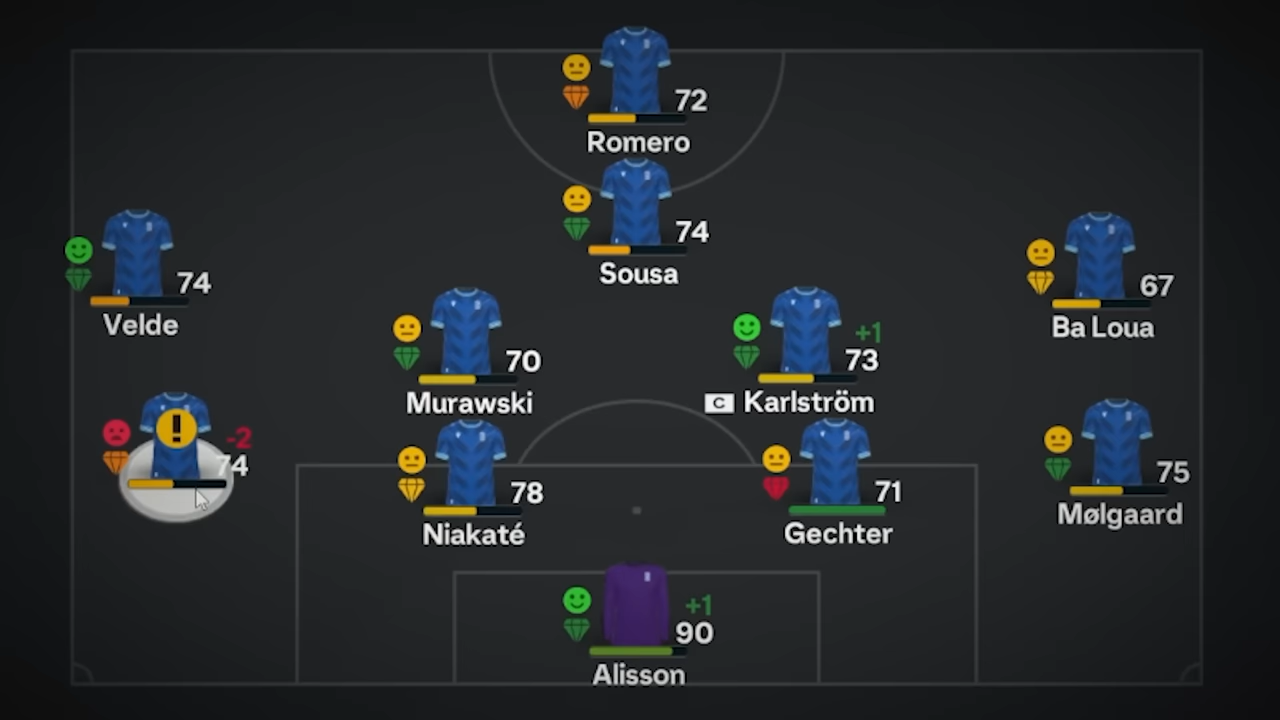 72
Romero
74
Sousa
74
Velde
67
Ba Loua
70
Murawski
+1
73
C Karlström
!
-2
74
78
Niakaté
71
Gechter
75
Mølgaard
+1
90
Alisson